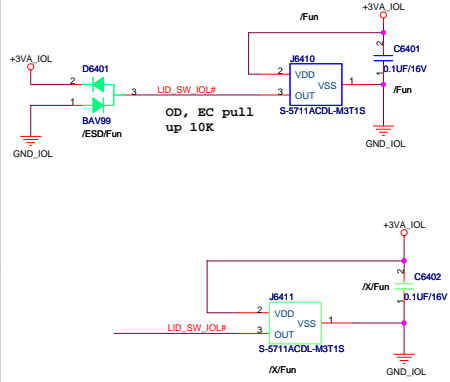 +3VA_IOL
/Fun
J6410
2
C6401
0.1UF/16V
1
/Fun
+3VA_IOL
D6401
2
3
LID_SW_IOL#
1
BAV99
/ESD/Fun
2
VDD
3
OUT
VSS
1
S-5711ACDL-M3T1S
OD, EC pull
up 10K
GND_IOL
GND_IOL
+3VA_IOL
J6411
2
C6402
/X/Fun
0.1UF/16V
1
2
VDD
VSS
1
LID_SW_IOL#
3
OUT
S-5711ACDL-M3T1S
/X/Fun
GND_IOL